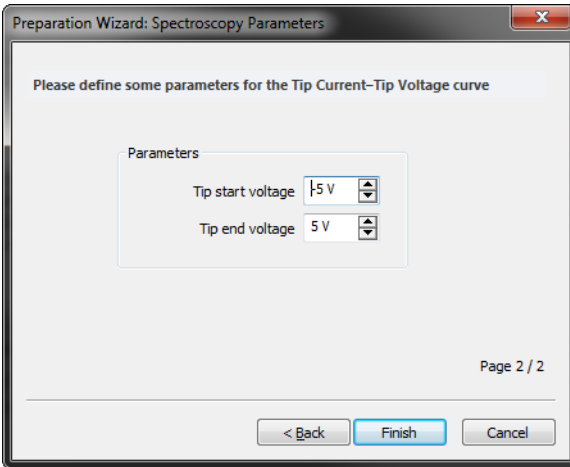 Preparation Wizard: Spectroscopy Parameters
Please define some parameters for the Tip Current–Tip Voltage curve
Parameters
Tip start voltage -5 V
Tip end voltage 5 V
Page 2 / 2
< Back Finish Cancel